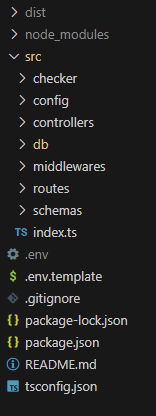 dist
node_modules
src
checker
config
controllers
db
middlewares
routes
schemas
TS index.ts
.env
$ .env.template
.gitignore
{} package-lock.json
{} package.json
README.md
TS tsconfig.json